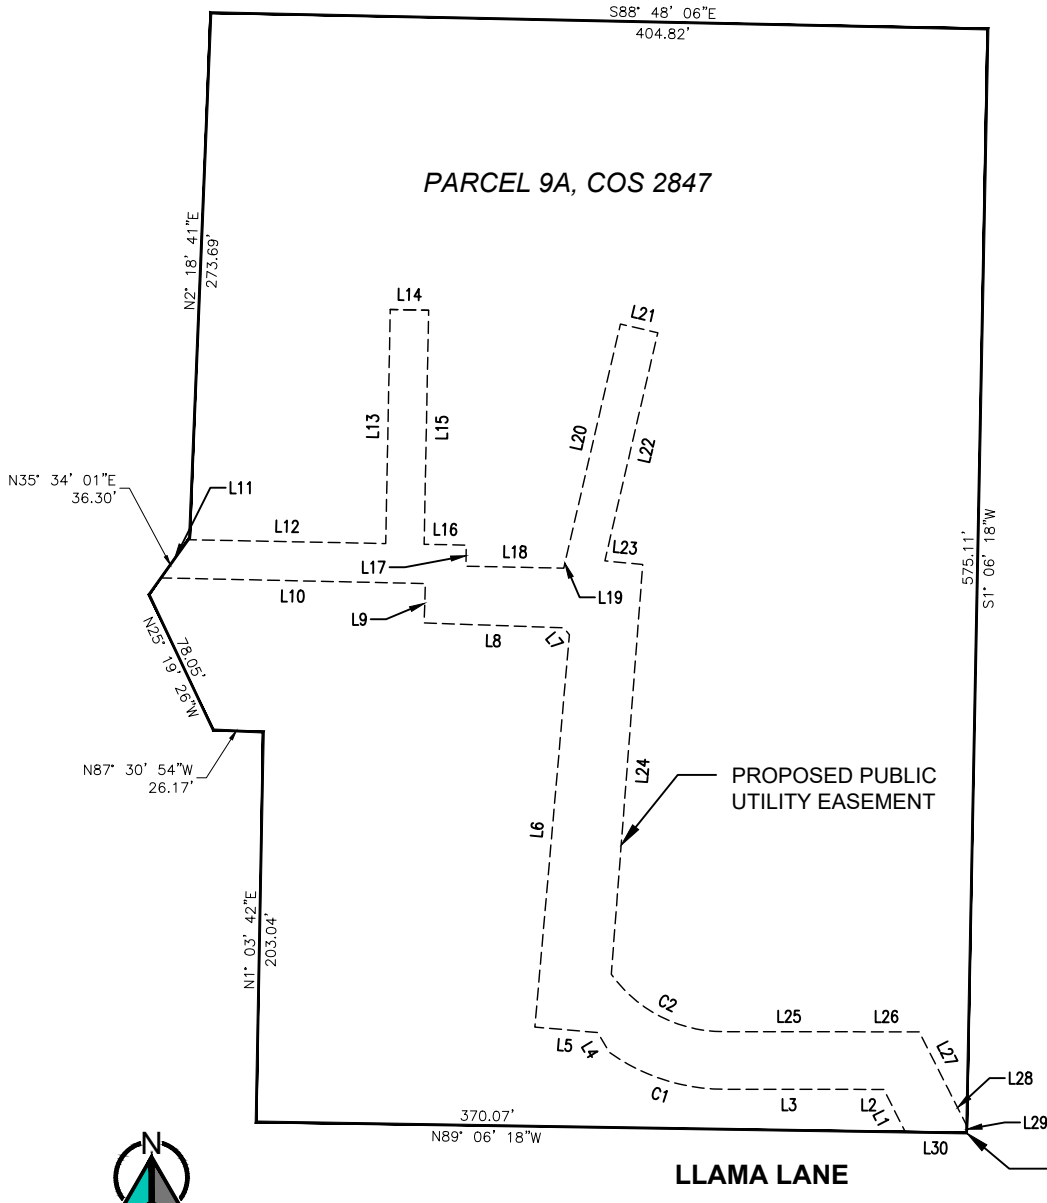 S88° 48' 06"E
404.82'
PARCEL 9A, COS 2847
N2° 18' 41"E
273.69'
L14
L21
L13
L15
L20
L22
N35° 34' 01"E
36.30'
L11
L12
L16
L17
L18
L23
L10
L19
L9
L8
L7
575.11'
S1° 06' 18"W
78.05'
N25° 19' 26"W
N87° 30' 54"W
26.17'
L24
PROPOSED PUBLIC
UTILITY EASEMENT
L6
N1° 03' 42"E
203.04'
C2
L25
L26
L27
L5
L4
L28
C1
L3
L2
L1
L29
370.07'
N89° 06' 18"W
L30
N
LLAMA LANE